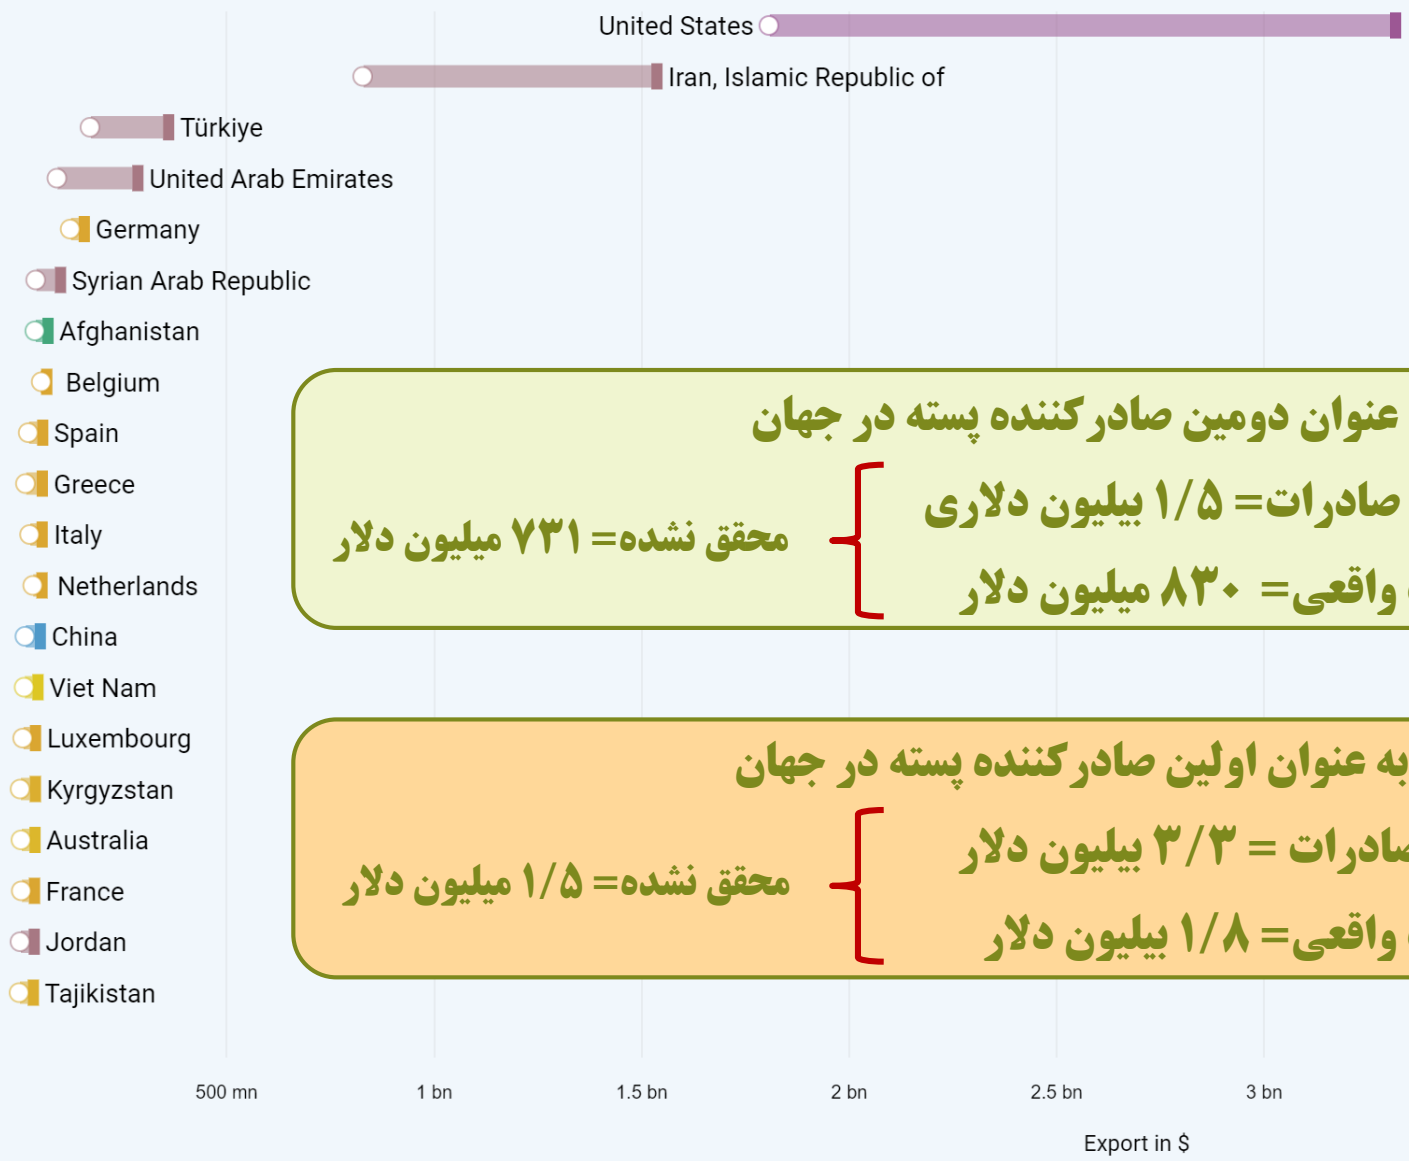 United States
Iran, Islamic Republic of
Türkiye
United Arab Emirates
Germany
Syrian Arab Republic
Afghanistan
Belgium
Spain
Greece
Italy
Netherlands
China
Viet Nam
Luxembourg
Kyrgyzstan
Australia
France
Jordan
Tajikistan
عنوان دومین صادرکننده پسته در جهان
صادرات= ۱/۵ بیلیون دلاری
محقق نشده= ۷۳۱ میلیون دلار
واقعی= ۸۳۰ میلیون دلار
به عنوان اولین صادرکننده پسته در جهان
صادرات = ۳/۳ بیلیون دلار
محقق نشده= ۱/۵ میلیون دلار
واقعی= ۱/۸ بیلیون دلار
500 mn 1 bn 1.5 bn 2 bn 2.5 bn 3 bn
Export in $